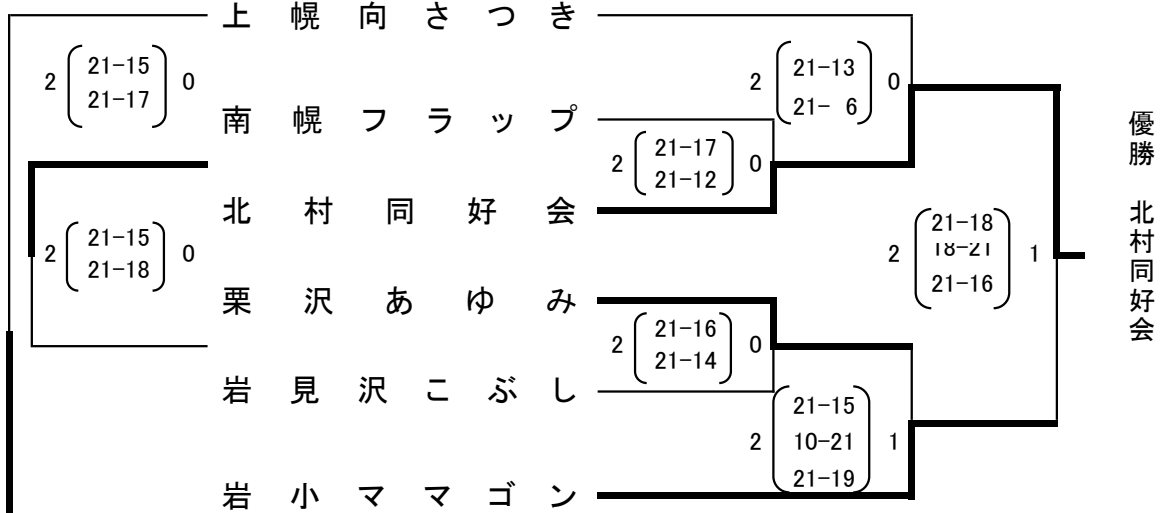 上幌向さつき
2 21-15 0
21-17
2 21-13 0
21- 6
南幌フラップ
2 21-17 0
21-12
北村同好会
2 21-15 0
21-18
2 21-18 1
18-21
21-16
優勝 北村同好会
栗沢あゆみ
2 21-16 0
21-14
岩見沢こぶし
2 21-15 1
10-21
21-19
岩小ママゴン